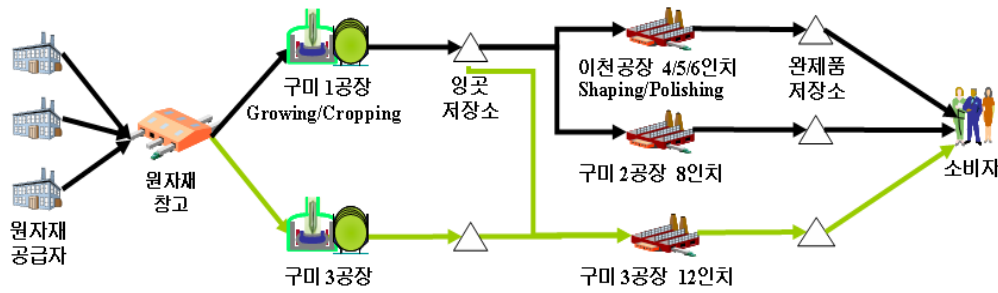 원자재
공급자
원자재
창고
구미 1공장
Growing/Cropping
구미 3공장
잉곳
저장소
이천공장 4/5/6인치
Shaping/Polishing
구미 2공장 8인치
구미 3공장 12인치
완제품
저장소
소비자